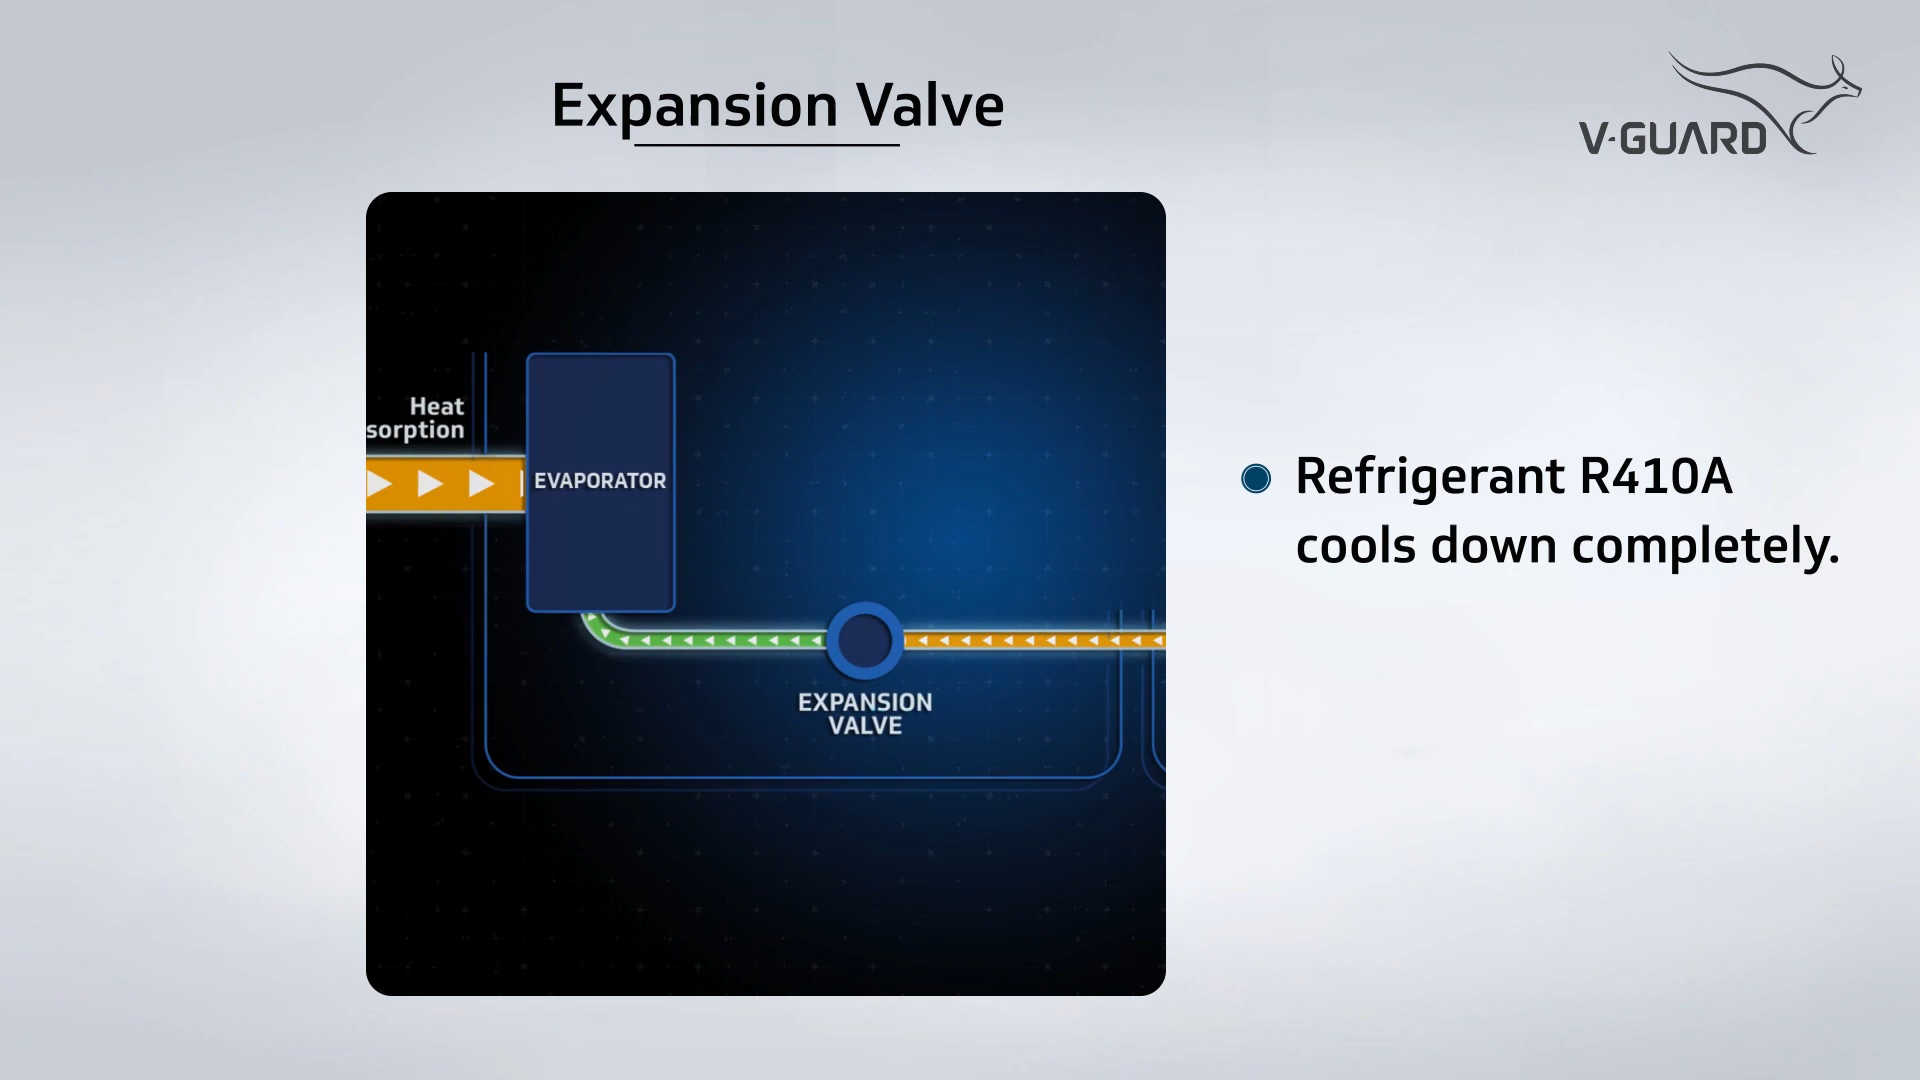 Expansion Valve
V-GUARD
Heat
sorption
EVAPORATOR
EXPANSION
VALVE
Refrigerant R410A
cools down completely.